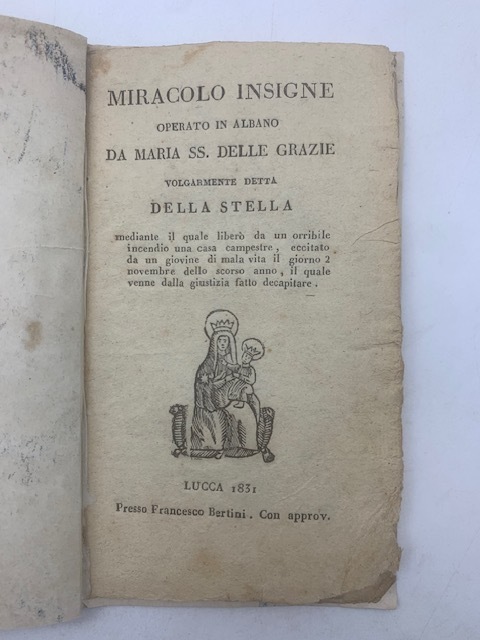 MIRACOLO INSIGNE
OPERATO IN ALBANO
DA MARIA SS. DELLE GRAZIE
VOLGARMENTE DETTA
DELLA STELLA
mediante il quale liberò da un orribile
incendio una casa campestre, eccitato
da un giovine di mala vita il giorno 2
novembre dello scorso anno, il quale
venne dalla giustizia fatto decapitare.
LUCCA 1831
Presso Francesco Bertini. Con approv.